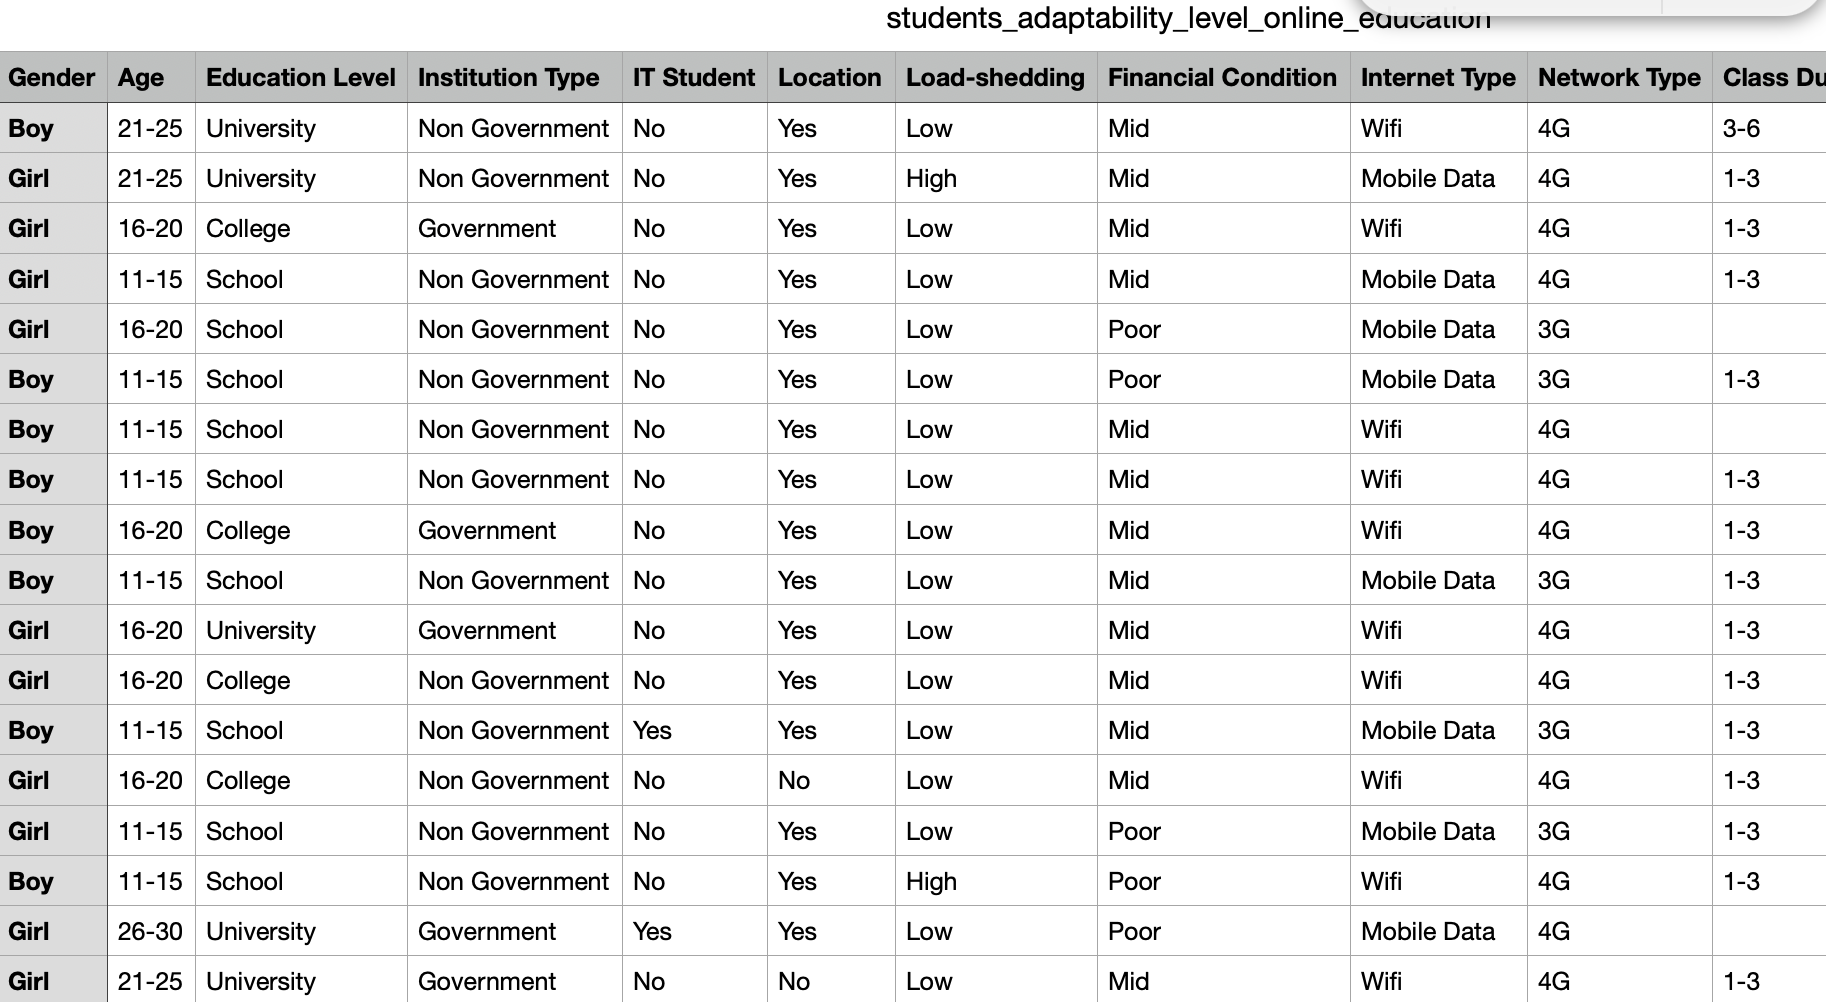 students_adaptability_level_online_education
Gender Age Education Level Institution Type IT Student Location Load-shedding Financial Condition Internet Type Network Type Class Du
Boy 21-25 University Non Government No Yes Low Mid Wifi 4G 3-6
Girl 21-25 University Non Government No Yes High Mid Mobile Data 4G 1-3
Girl 16-20 College Government No Yes Low Mid Wifi 4G 1-3
Girl 11-15 School Non Government No Yes Low Mid Mobile Data 4G 1-3
Girl 16-20 School Non Government No Yes Low Poor Mobile Data 3G
Boy 11-15 School Non Government No Yes Low Poor Mobile Data 3G 1-3
Boy 11-15 School Non Government No Yes Low Mid Wifi 4G
Boy 11-15 School Non Government No Yes Low Mid Wifi 4G 1-3
Boy 16-20 College Government No Yes Low Mid Wifi 4G 1-3
Boy 11-15 School Non Government No Yes Low Mid Mobile Data 3G 1-3
Girl 16-20 University Government No Yes Low Mid Wifi 4G 1-3
Girl 16-20 College Non Government No Yes Low Mid Wifi 4G 1-3
Boy 11-15 School Non Government Yes Yes Low Mid Mobile Data 3G 1-3
Girl 16-20 College Non Government No No Low Mid Wifi 4G 1-3
Girl 11-15 School Non Government No Yes Low Poor Mobile Data 3G 1-3
Boy 11-15 School Non Government No Yes High Poor Wifi 4G 1-3
Girl 26-30 University Government Yes Yes Low Poor Mobile Data 4G
Girl 21-25 University Government No No Low Mid Wifi 4G 1-3